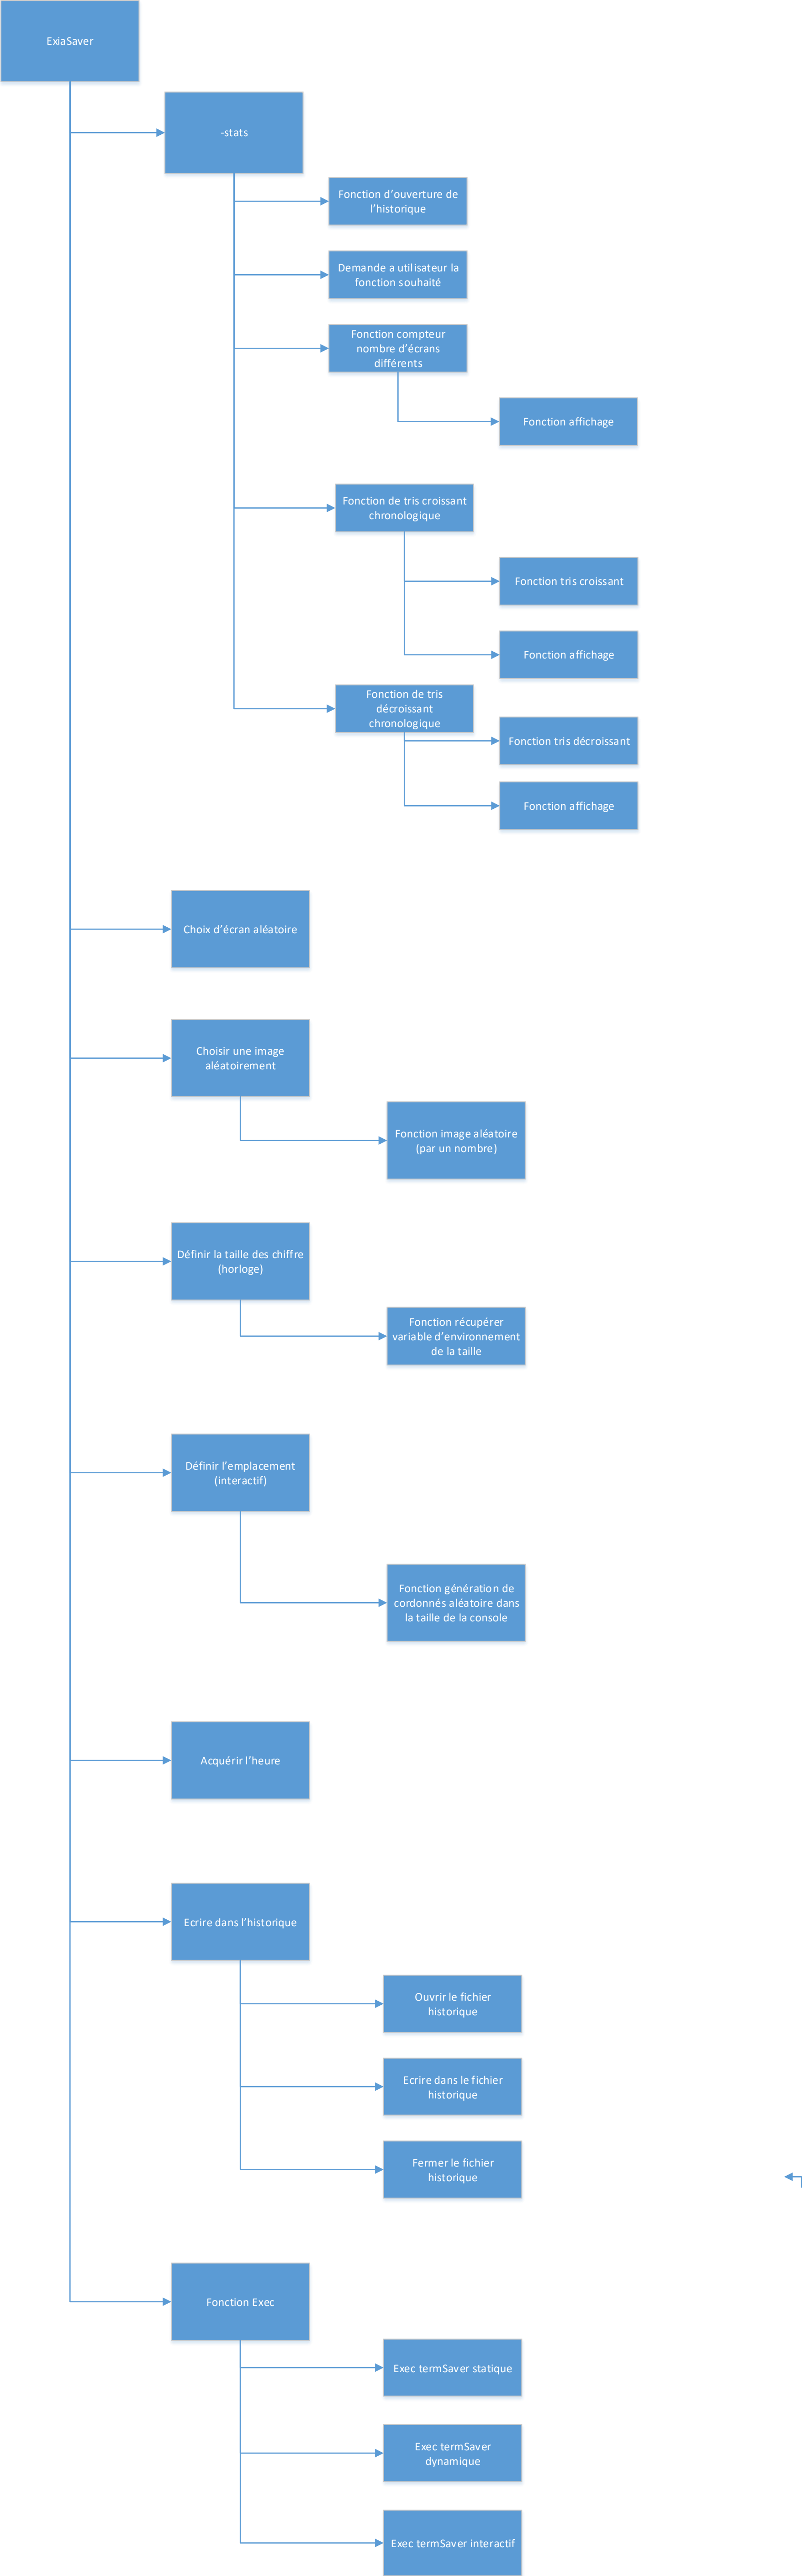 ExiaSaver
-stats
Fonction d'ouverture de
l'historique
Demande a utilisateur la
fonction souhaité
Fonction compteur
nombre d'écrans
différents
Fonction affichage
Fonction de tris croissant
chronologique
Fonction tris croissant
Fonction affichage
Fonction de tris
décroissant
chronologique
Fonction tris décroissant
Fonction affichage
Choix d'écran aléatoire
Choisir une image
aléatoirement
Fonction image aléatoire
(par un nombre)
Définir la taille des chiffre
(horloge)
Fonction récupérer
variable d'environnement
de la taille
Définir l'emplacement
(interactif)
Fonction génération de
cordonnés aléatoire dans
la taille de la console
Acquérir l'heure
Ecrire dans l'historique
Ouvrir le fichier
historique
Ecrire dans le fichier
historique
Fermer le fichier
historique
Fonction Exec
Exec termSaver statique
Exec termSaver
dynamique
Exec termSaver interactif